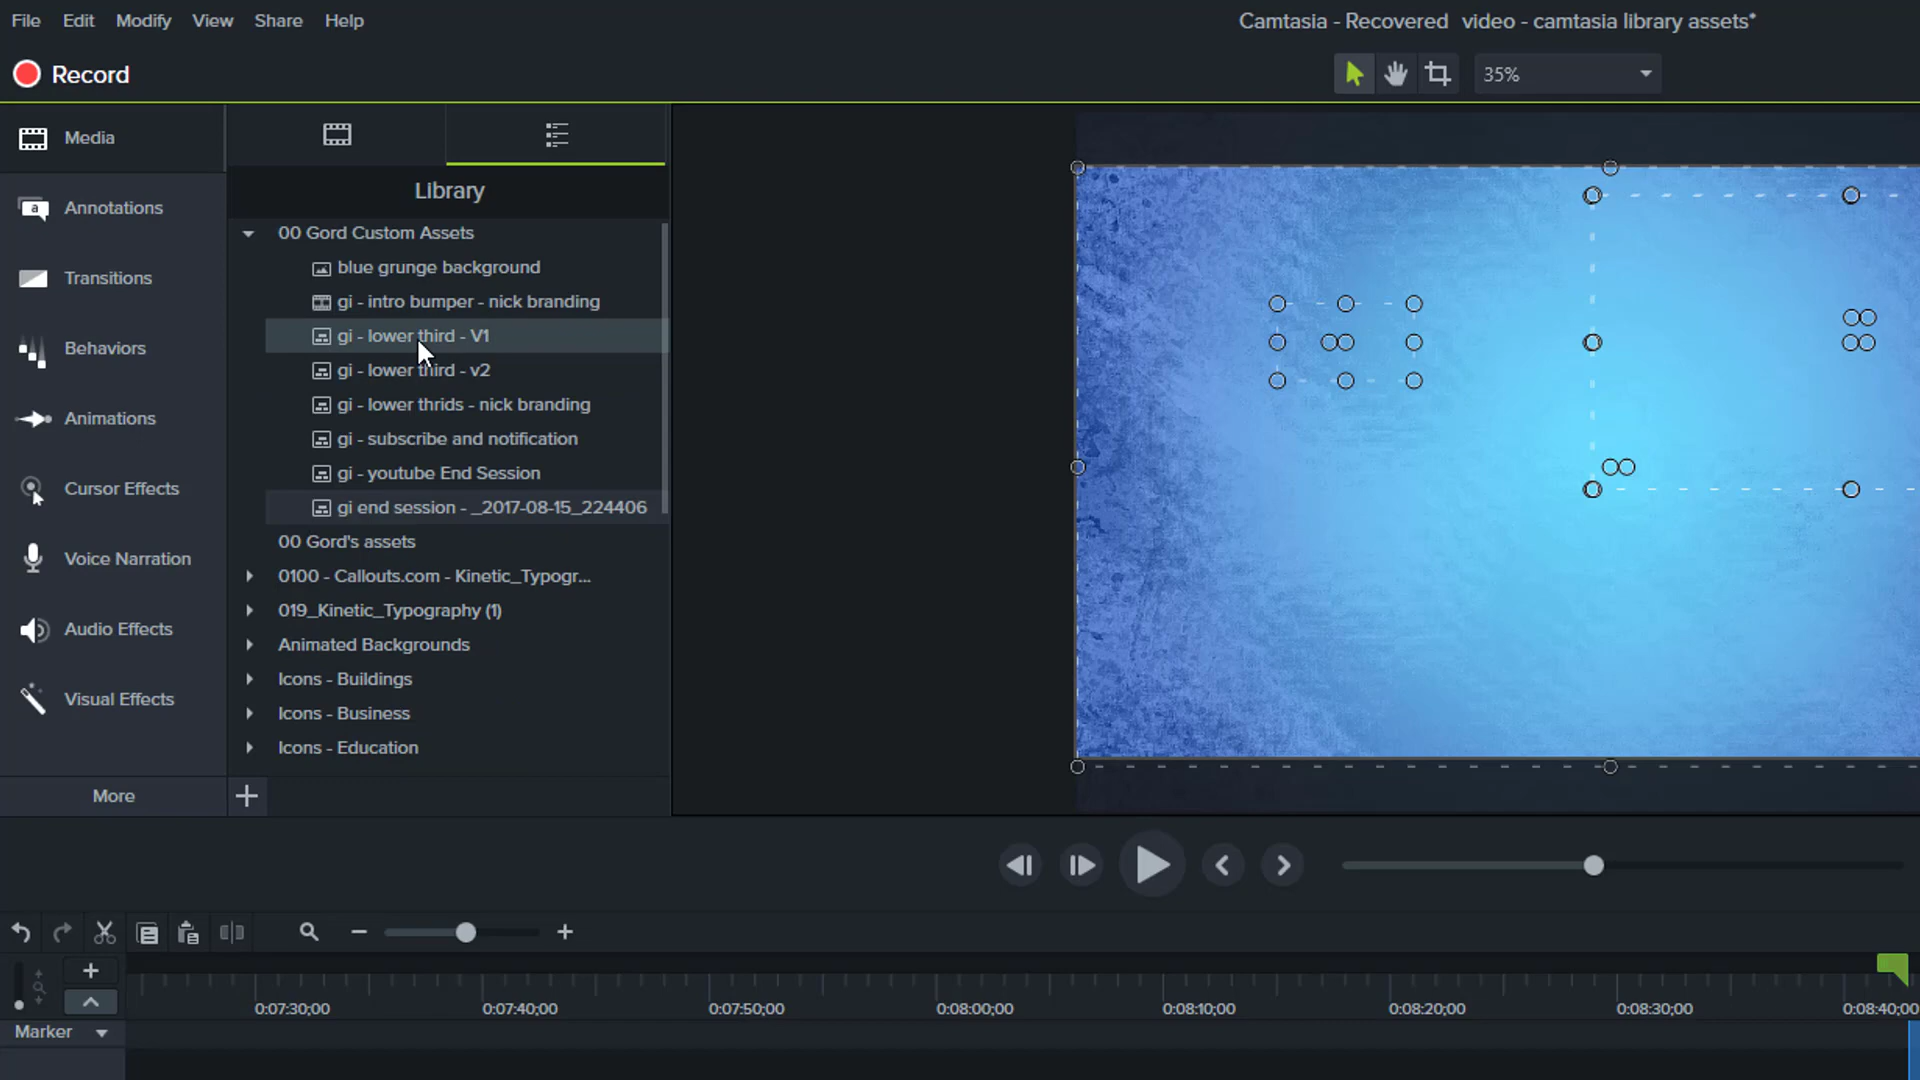 File Edit Modify View Share Help
Camtasia - Recovered video - camtasia library assets*
Record
35%
Media
Annotations
Transitions
Behaviors
Animations
Cursor Effects
Voice Narration
Audio Effects
Visual Effects
More
Library
00 Gord Custom Assets
blue grunge background
gi - intro bumper - nick branding
gi - lower third - V1
gi - lower third - v2
gi - lower thrids - nick branding
gi - subscribe and notification
gi - youtube End Session
gi end session - _2017-08-15_224406
00 Gord's assets
0100 - Callouts.com - Kinetic_Typogr...
019_Kinetic_Typography (1)
Animated Backgrounds
Icons - Buildings
Icons - Business
Icons - Education
0:07:30;00 0:07:40;00 0:07:50;00 0:08:00;00 0:08:10;00 0:08:20;00 0:08:30;00 0:08:40;00
Marker